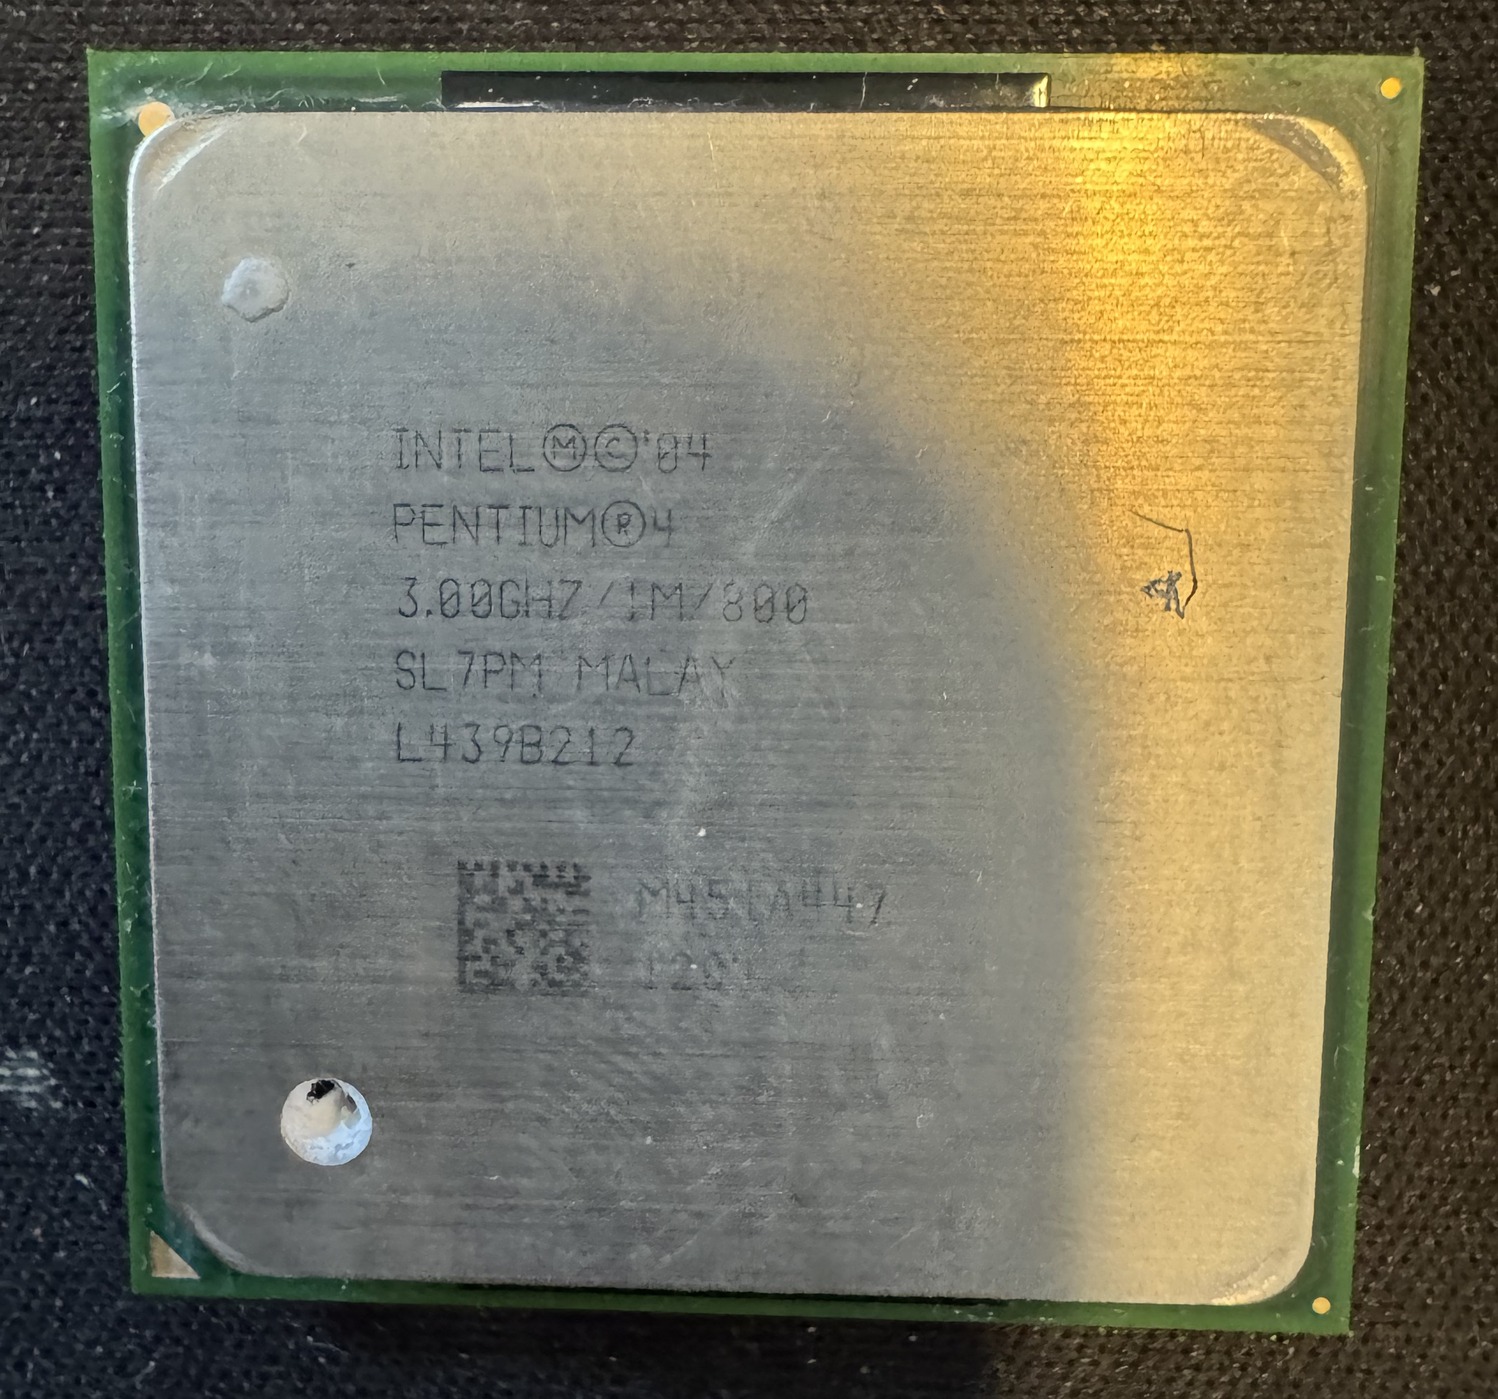 INTEL Ⓜ©'04
PENTIUM®4
3.00GHZ/1M/800
SL7PM MALAY
L439B212